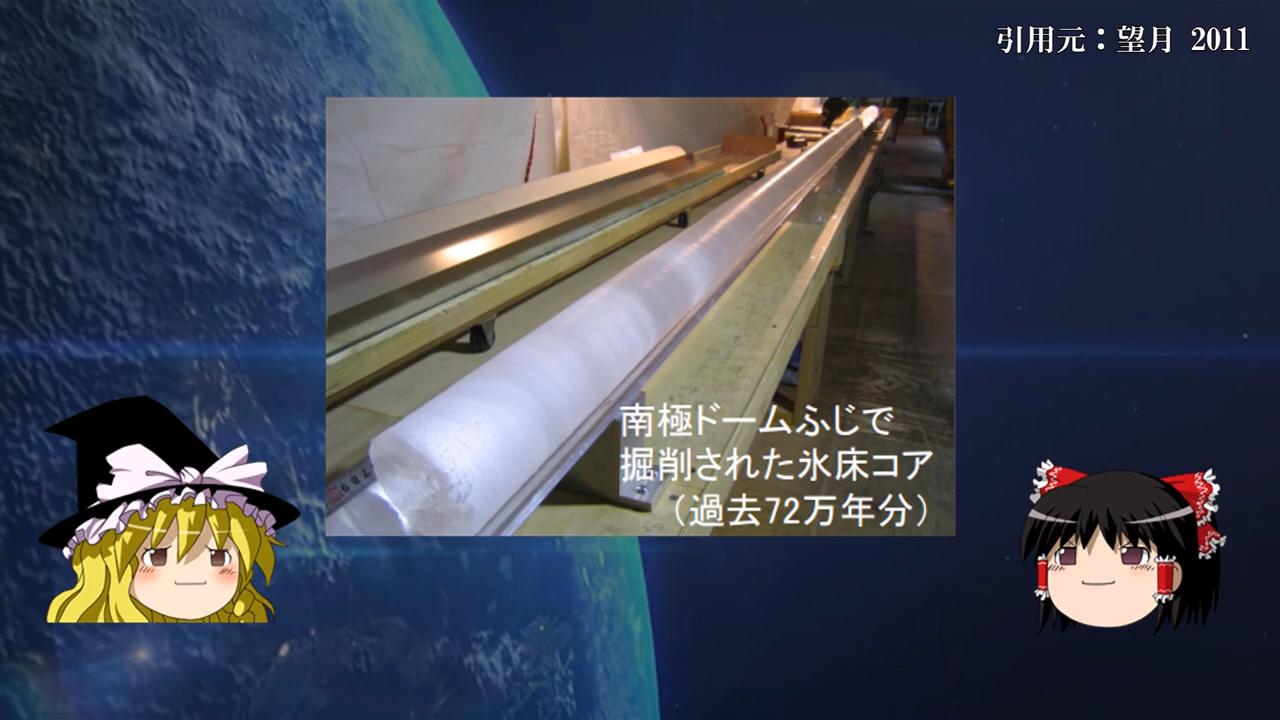 引用元：望月 2011
南極ドームふじで
掘削された氷床コア
（過去72万年分）